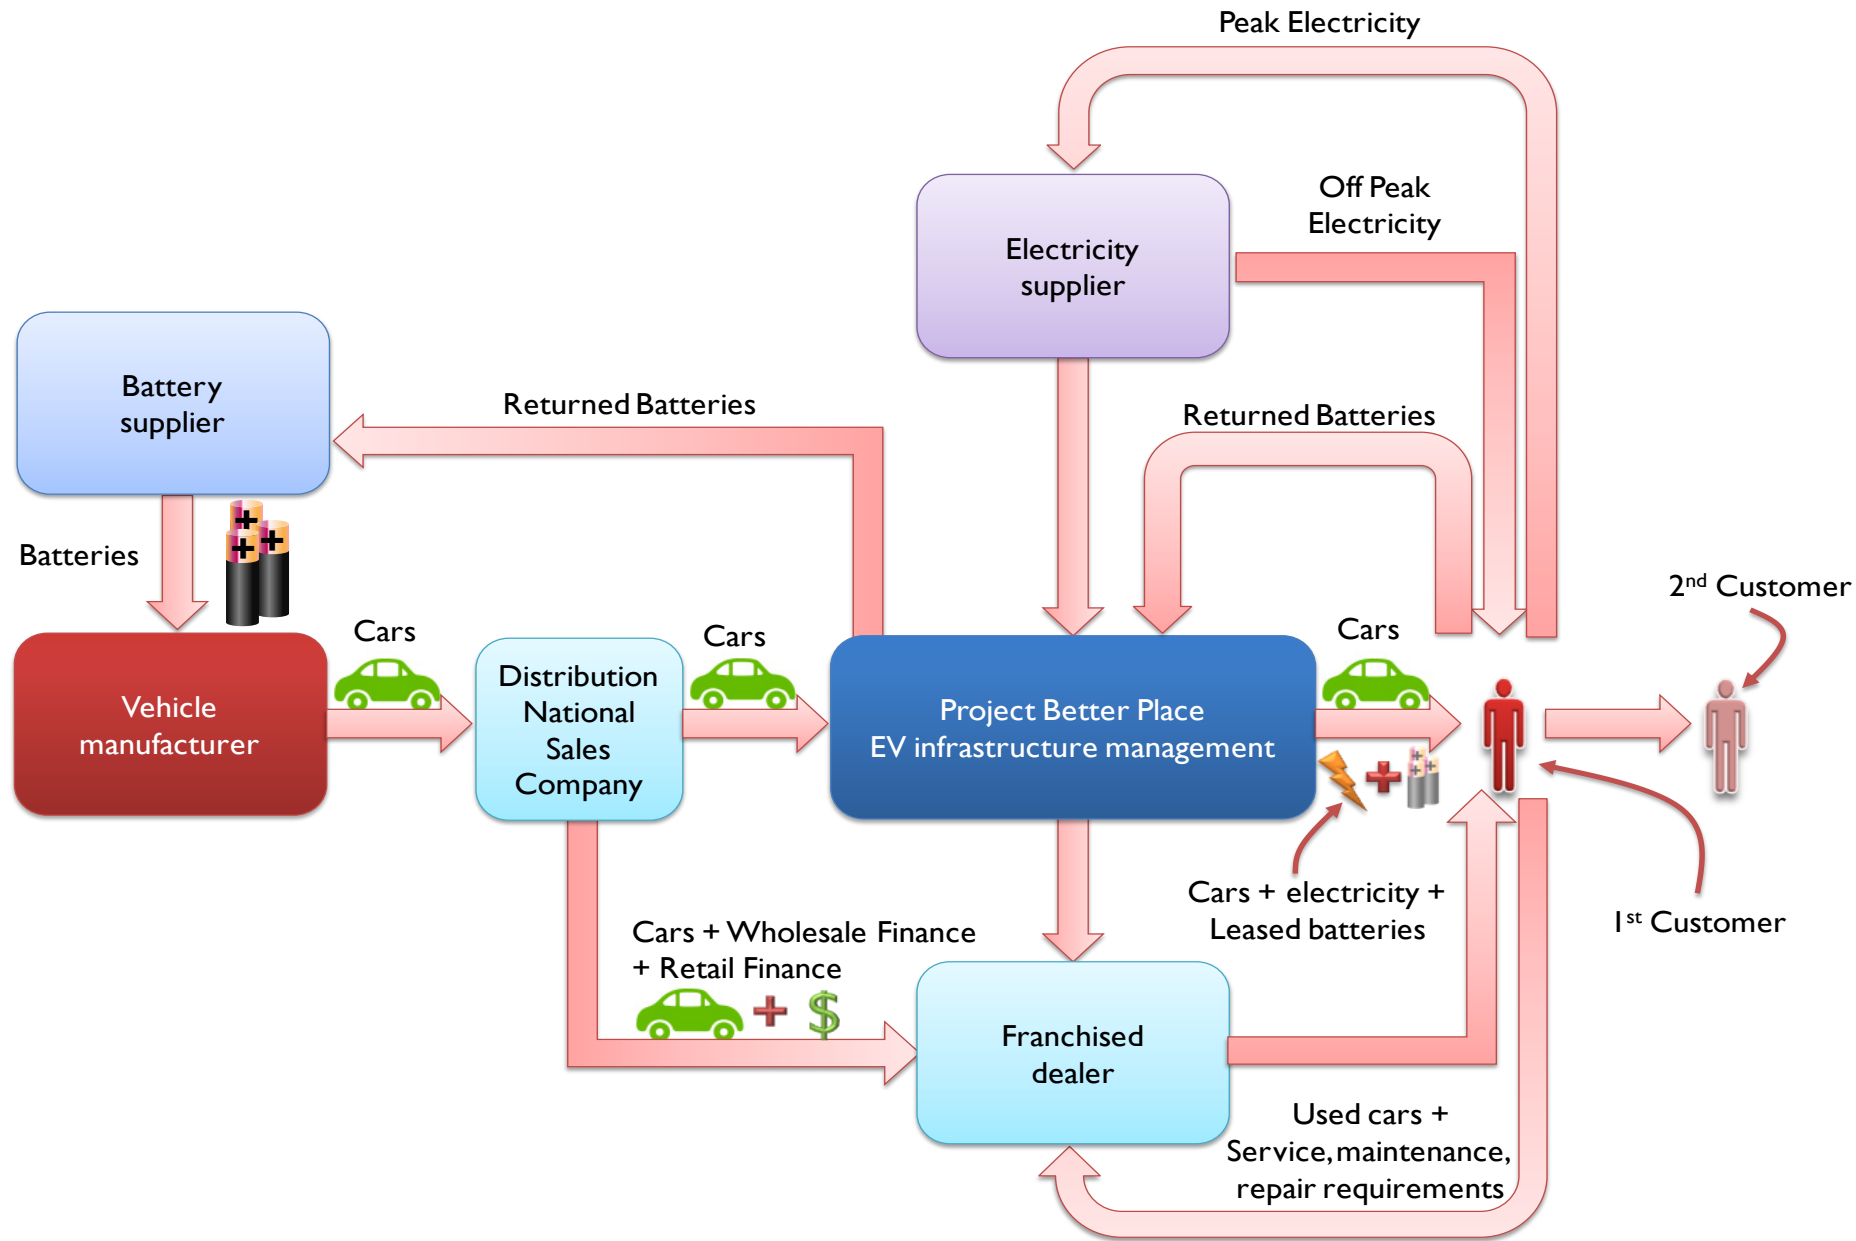 Peak Electricity
Off Peak
Electricity
Electricity
supplier
Battery
supplier
Returned Batteries
Returned Batteries
Batteries
2nd Customer
Cars
Cars
Cars
Vehicle
manufacturer
Distribution
National
Sales
Company
Project Better Place
EV infrastructure management
Cars + electricity +
Leased batteries
1st Customer
Cars + Wholesale Finance
+ Retail Finance
Franchised
dealer
Used cars +
Service, maintenance,
repair requirements